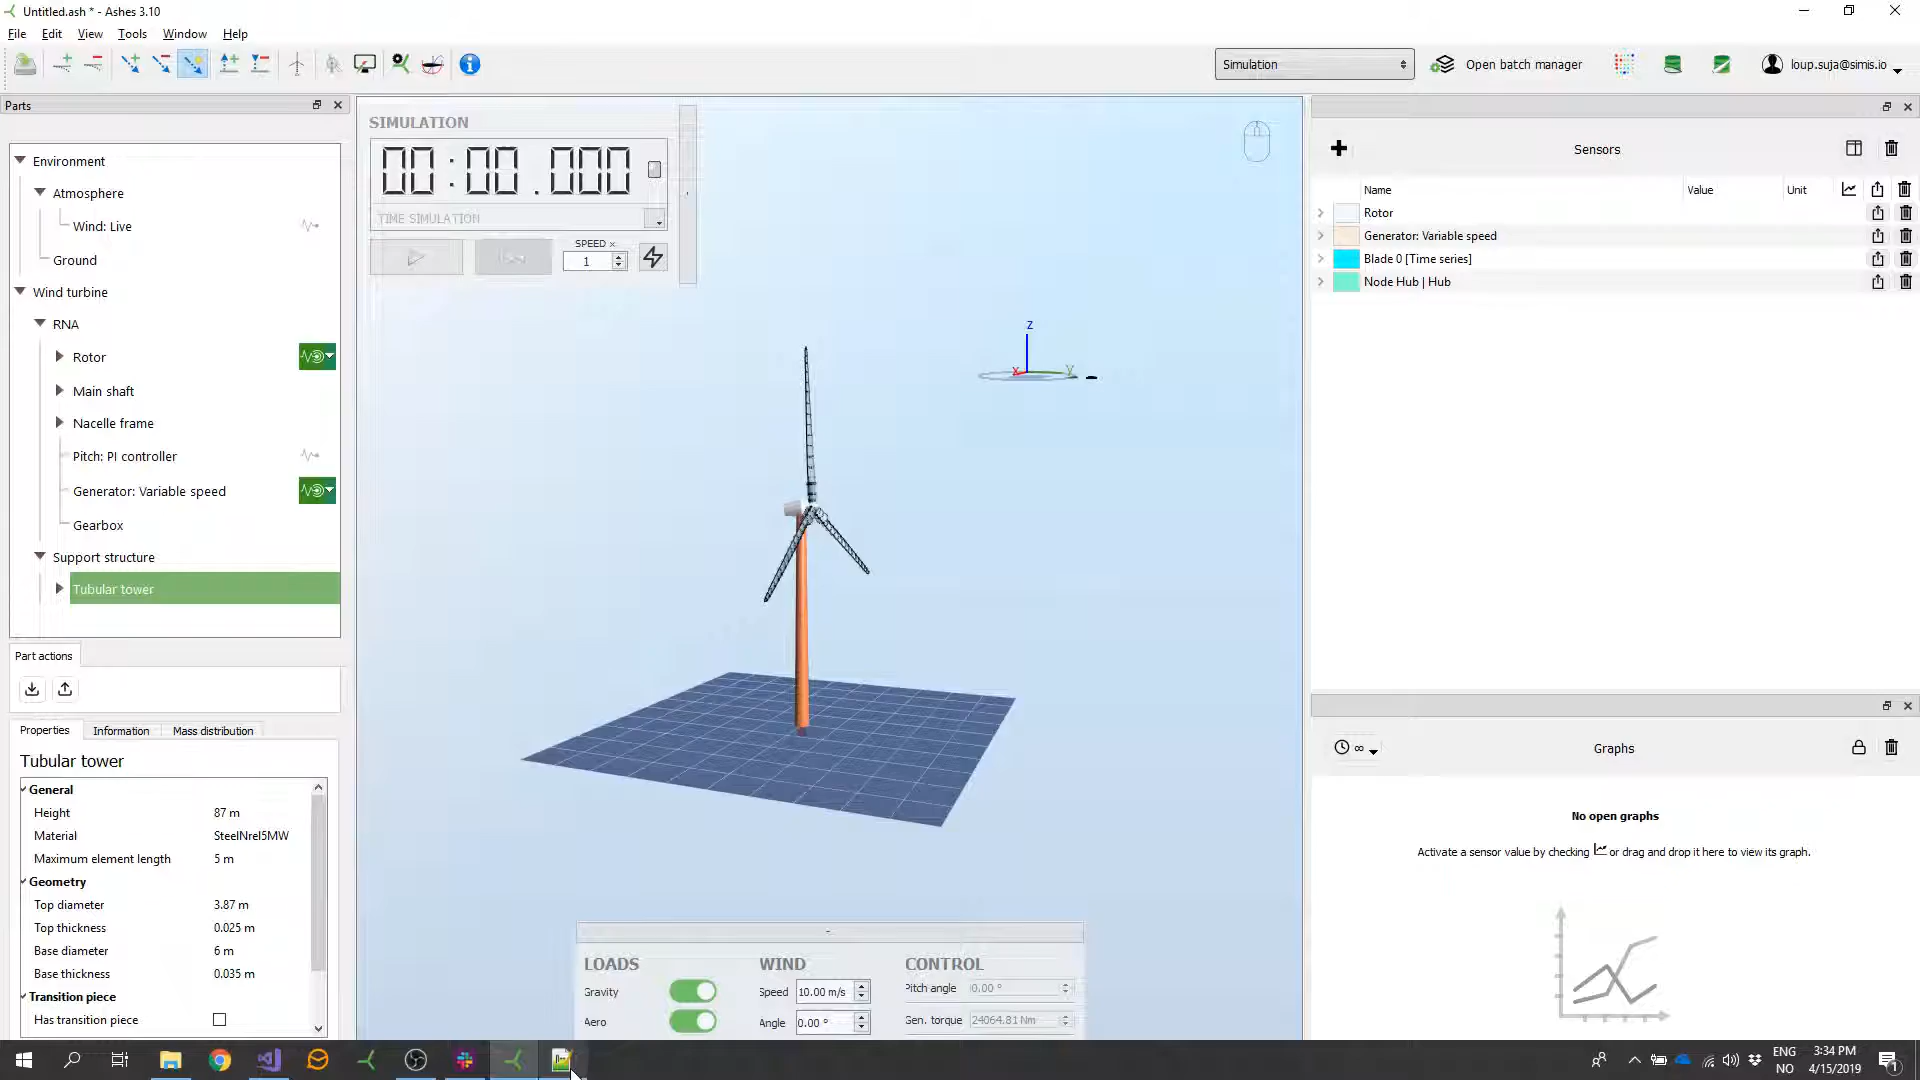 Untitled.ash * - Ashes 3.10
File Edit View Tools Window Help
Simulation
Open batch manager
loup.suja@simis.io
Parts
Environment
Atmosphere
Wind: Live
Ground
Wind turbine
RNA
Rotor
Main shaft
Nacelle frame
Pitch: PI controller
Generator: Variable speed
Gearbox
Support structure
Tubular tower
Part actions
Properties Information Mass distribution
Tubular tower
General
Height 87 m
Material SteelNrel5MW
Maximum element length 5 m
Geometry
Top diameter 3.87 m
Top thickness 0.025 m
Base diameter 6 m
Base thickness 0.035 m
Transition piece
Has transition piece
SIMULATION
00:00.000
TIME SIMULATION
SPEED x
1
z
x y
LOADS WIND CONTROL
Gravity Speed 10.00 m/s Pitch angle 0.00 °
Aero Angle 0.00 ° Gen. torque 24064.81 Nm
Sensors
Name Value Unit
Rotor
Generator: Variable speed
Blade 0 [Time series]
Node Hub | Hub
∞ Graphs
No open graphs
Activate a sensor value by checking or drag and drop it here to view its graph.
ENG 3:34 PM
NO 4/15/2019
1